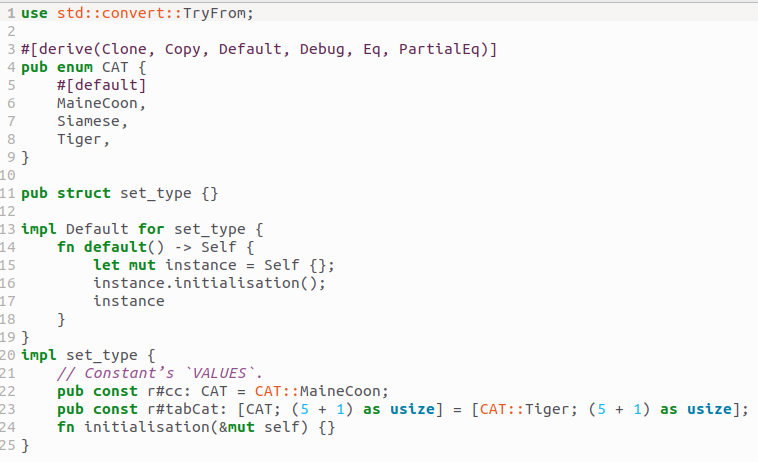 1 use std::convert::TryFrom;
2
3 #[derive(Clone, Copy, Default, Debug, Eq, PartialEq)]
4 pub enum CAT {
5     #[default]
6     MaineCoon,
7     Siamese,
8     Tiger,
9 }
10
11 pub struct set_type {}
12
13 impl Default for set_type {
14     fn default() -> Self {
15         let mut instance = Self {};
16         instance.initialisation();
17         instance
18     }
19 }
20 impl set_type {
21     // Constant’s `VALUES`.
22     pub const r#cc: CAT = CAT::MaineCoon;
23     pub const r#tabCat: [CAT; (5 + 1) as usize] = [CAT::Tiger; (5 + 1) as usize];
24     fn initialisation(&mut self) {}
25 }